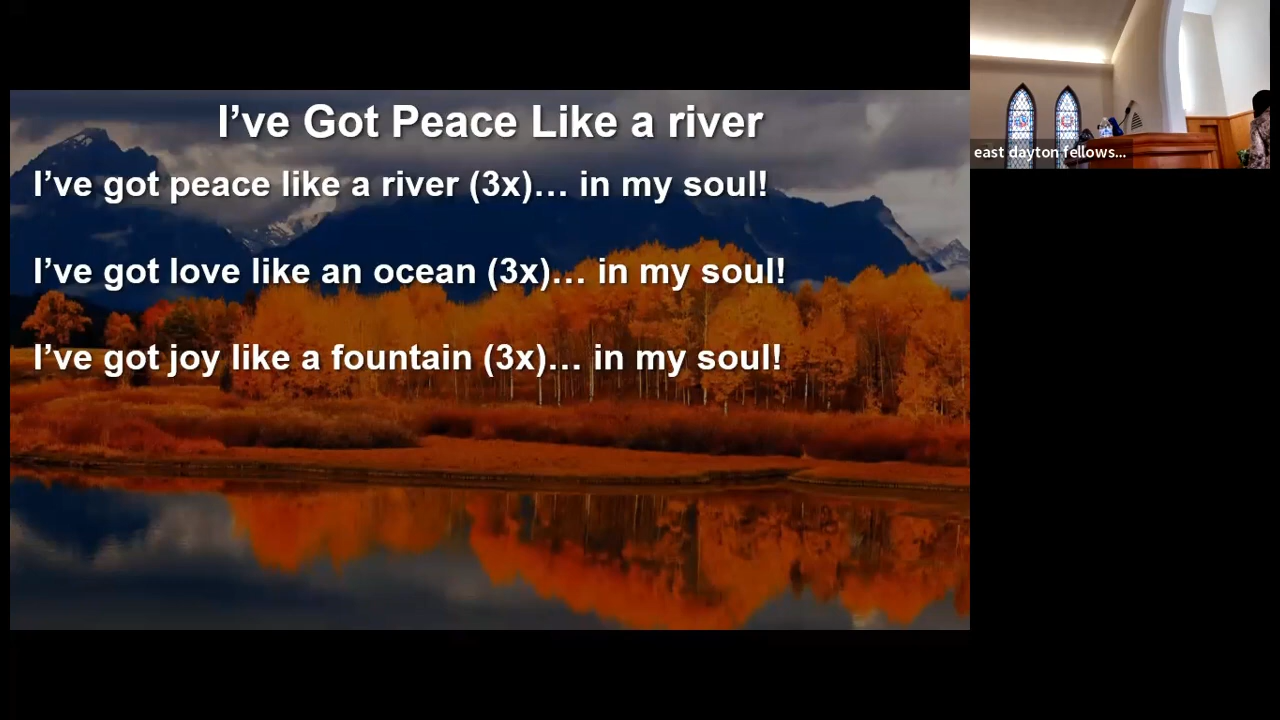 I’ve Got Peace Like a river
I’ve got peace like a river (3x)… in my soul!
I’ve got love like an ocean (3x)… in my soul!
I’ve got joy like a fountain (3x)… in my soul!
east dayton fellows...